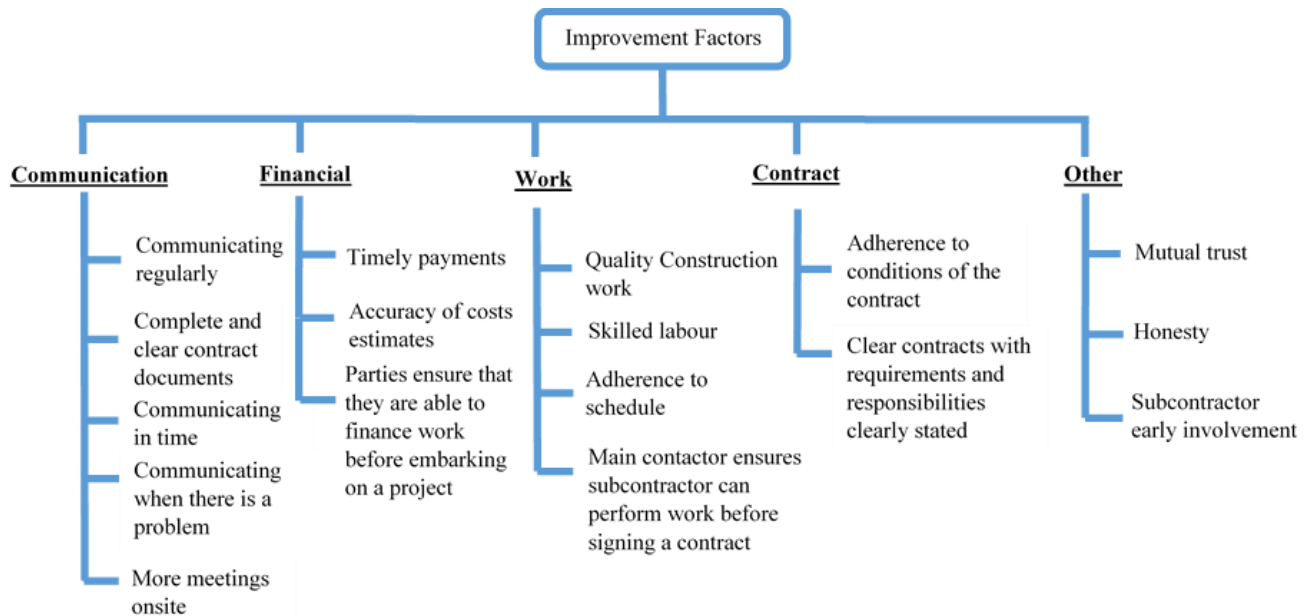 Improvement Factors
Communication
Communicating
regularly
Complete and
clear contract
documents
Communicating
in time
Communicating
when there is a
problem
More meetings
onsite
Financial
Timely payments
Accuracy of costs
estimates
Parties ensure that
they are able to
finance work
before embarking
on a project
Work
Quality Construction
work
Skilled labour
Adherence to
schedule
Main contactor ensures
subcontractor can
perform work before
signing a contract
Contract
Adherence to
conditions of the
contract
Clear contracts with
requirements and
responsibilities
clearly stated
Other
Mutual trust
Honesty
Subcontractor
early involvement